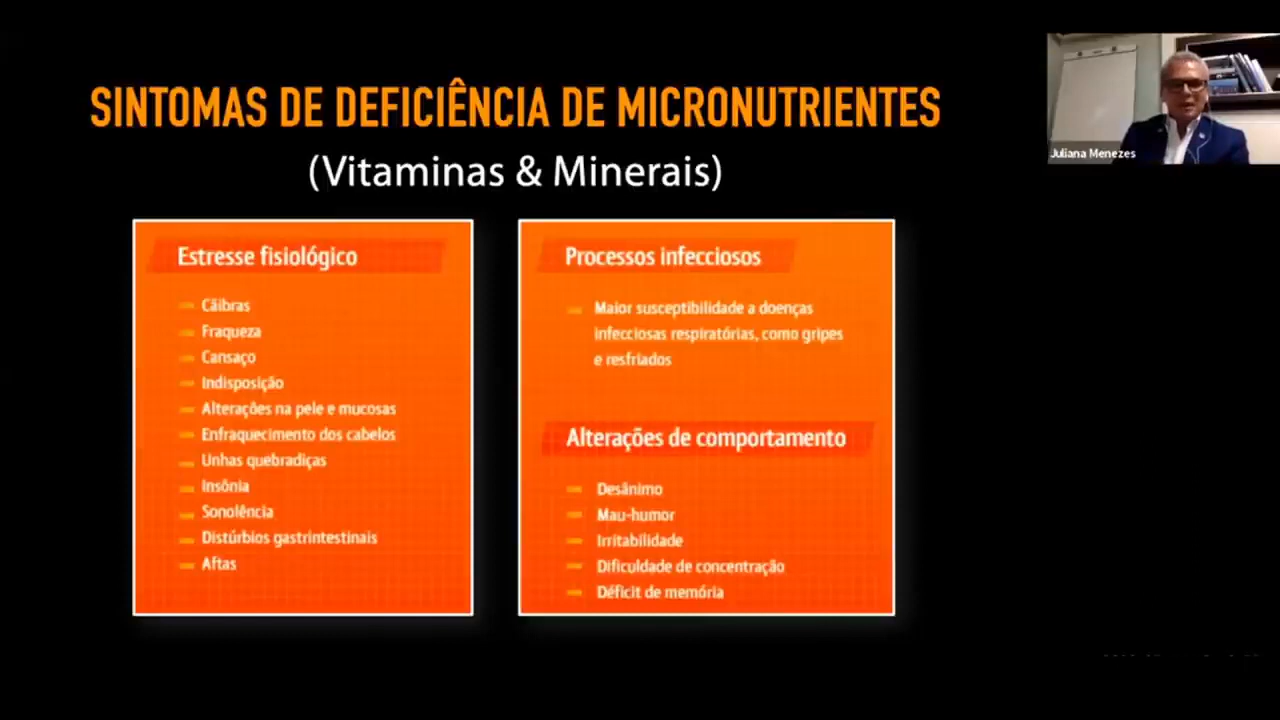 SINTOMAS DE DEFICIÊNCIA DE MICRONUTRIENTES
(Vitaminas & Minerais)
Estresse fisiológico
Cãibras
Fraqueza
Cansaço
Indisposição
Alterações na pele e mucosas
Enfraquecimento dos cabelos
Unhas quebradiças
Insônia
Sonolência
Distúrbios gastrintestinais
Aftas
Processos infecciosos
Maior susceptibilidade a doenças
infecciosas respiratórias, como gripes
e resfriados
Alterações de comportamento
Desânimo
Mau-humor
Irritabilidade
Dificuldade de concentração
Déficit de memória
Juliana Menezes